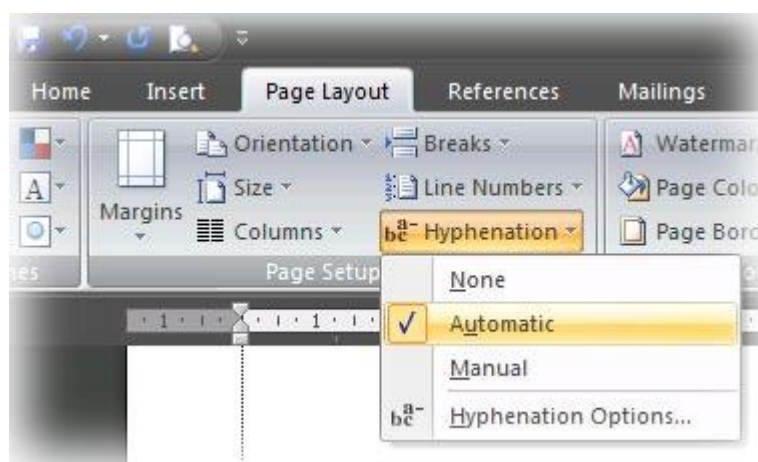 Home Insert Page Layout References Mailings
Orientation Breaks
Size Line Numbers
Margins
Columns Hyphenation
Page Setup
None
Automatic
Manual
Hyphenation Options...